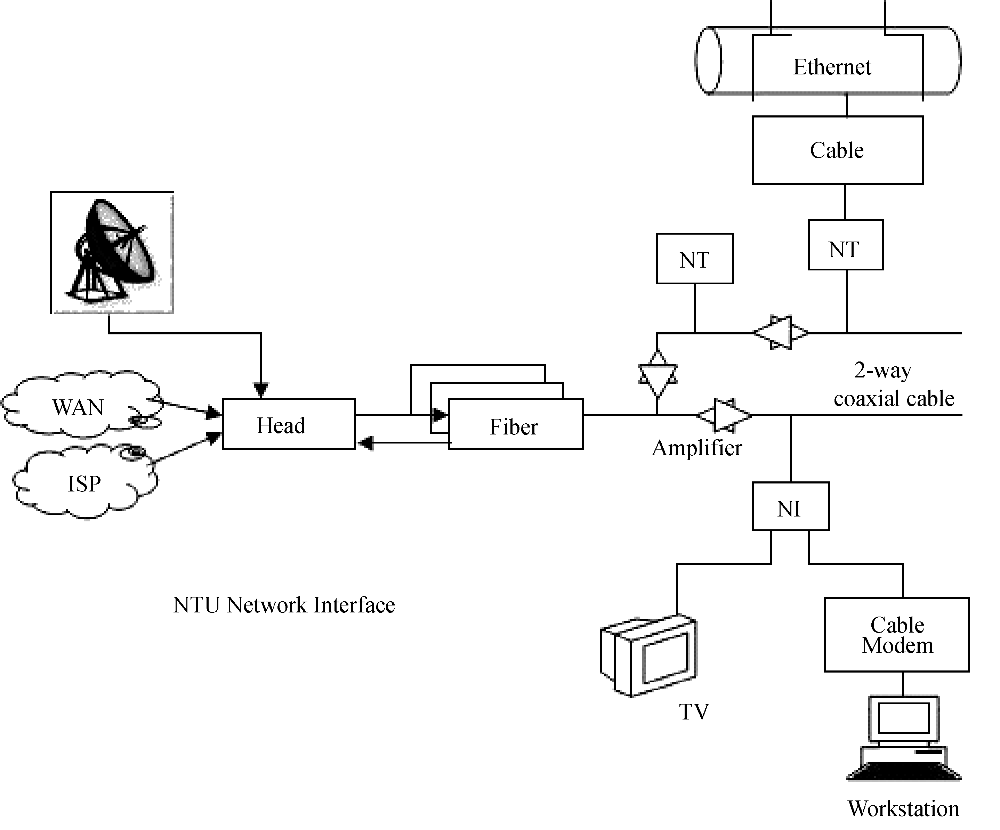 Ethernet
Cable
NT
NT
2-way
coaxial cable
WAN
Head
Fiber
Amplifier
ISP
NI
NTU Network Interface
Cable
Modem
TV
Workstation